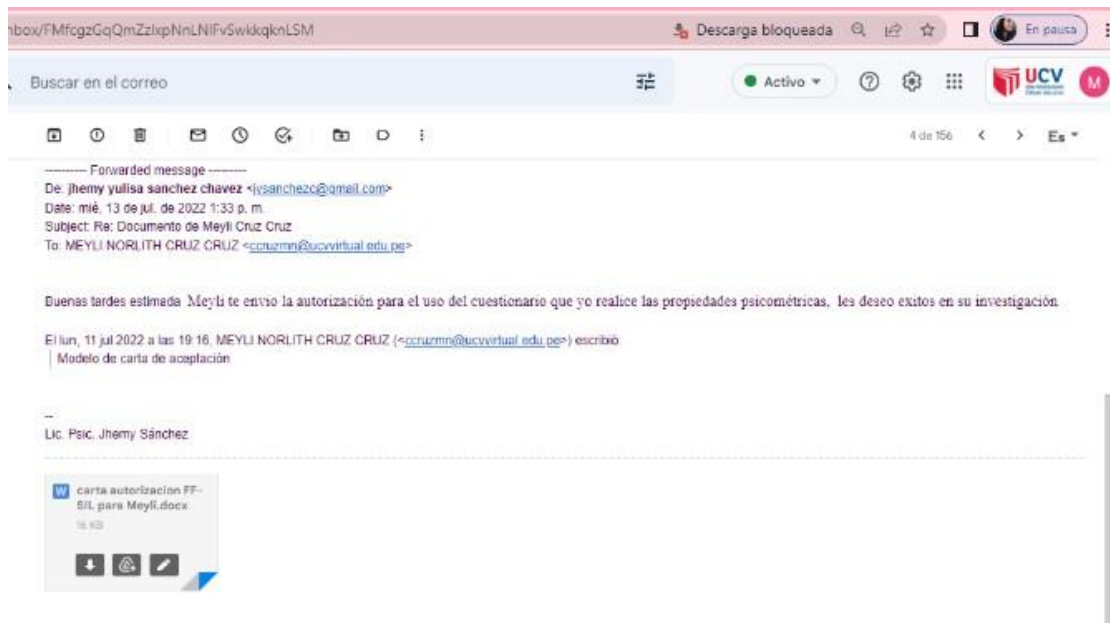 nbox/FMfcgzGqQmZzlxpNnLNIFvSwkkqknLSM Descarga bloqueada En pausa
Buscar en el correo Activo UCV M
4 de 156 Es
---------- Forwarded message ---------
De: jhemy yulisa sanchez chavez <jysanchezc@gmail.com>
Date: mié, 13 de jul. de 2022 1:33 p. m.
Subject: Re: Documento de Meyli Cruz Cruz
To: MEYLI NORLITH CRUZ CRUZ <ccruzmn@ucvvirtual.edu.pe>
Buenas tardes estimada Meyli te envio la autorización para el uso del cuestionario que yo realice las propiedades psicométricas, les deseo exitos en su investigación
El lun, 11 jul 2022 a las 19:16, MEYLI NORLITH CRUZ CRUZ (<ccruzmn@ucvvirtual.edu.pe>) escribió
Modelo de carta de aceptación
--
Lic. Psic. Jhemy Sánchez
W carta autorizacion FF-
SIL para Meyli.docx
16 KB